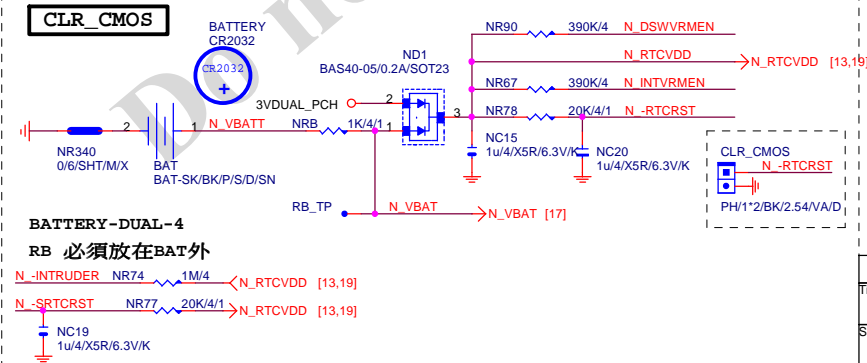 CLR_CMOS
Do no
BATTERY
CR2032
CR2032
+
ND1
BAS40-05/0.2A/SOT23
NR90 390K/4 N_DSWVRMEN
N_RTCVDD N_RTCVDD [13,19]
NR67 390K/4 N_INTVRMEN
NR78 20K/4/1 N_-RTCRST
3VDUAL_PCH 2
3
2 1 N_VBATT NRB 1K/4/1 1
NR340
0/6/SHT/M/X
BAT
BAT-SK/BK/P/S/D/SN
NC15
1u/4/X5R/6.3V/K
NC20
1u/4/X5R/6.3V/K
CLR_CMOS
N_-RTCRST
PH/1*2/BK/2.54/VA/D
RB_TP N_VBAT N_VBAT [17]
BATTERY-DUAL-4
RB 必須放在BAT外
N_-INTRUDER NR74 1M/4 N_RTCVDD [13,19]
N_-SRTCRST NR77 20K/4/1 N_RTCVDD [13,19]
NC19
1u/4/X5R/6.3V/K